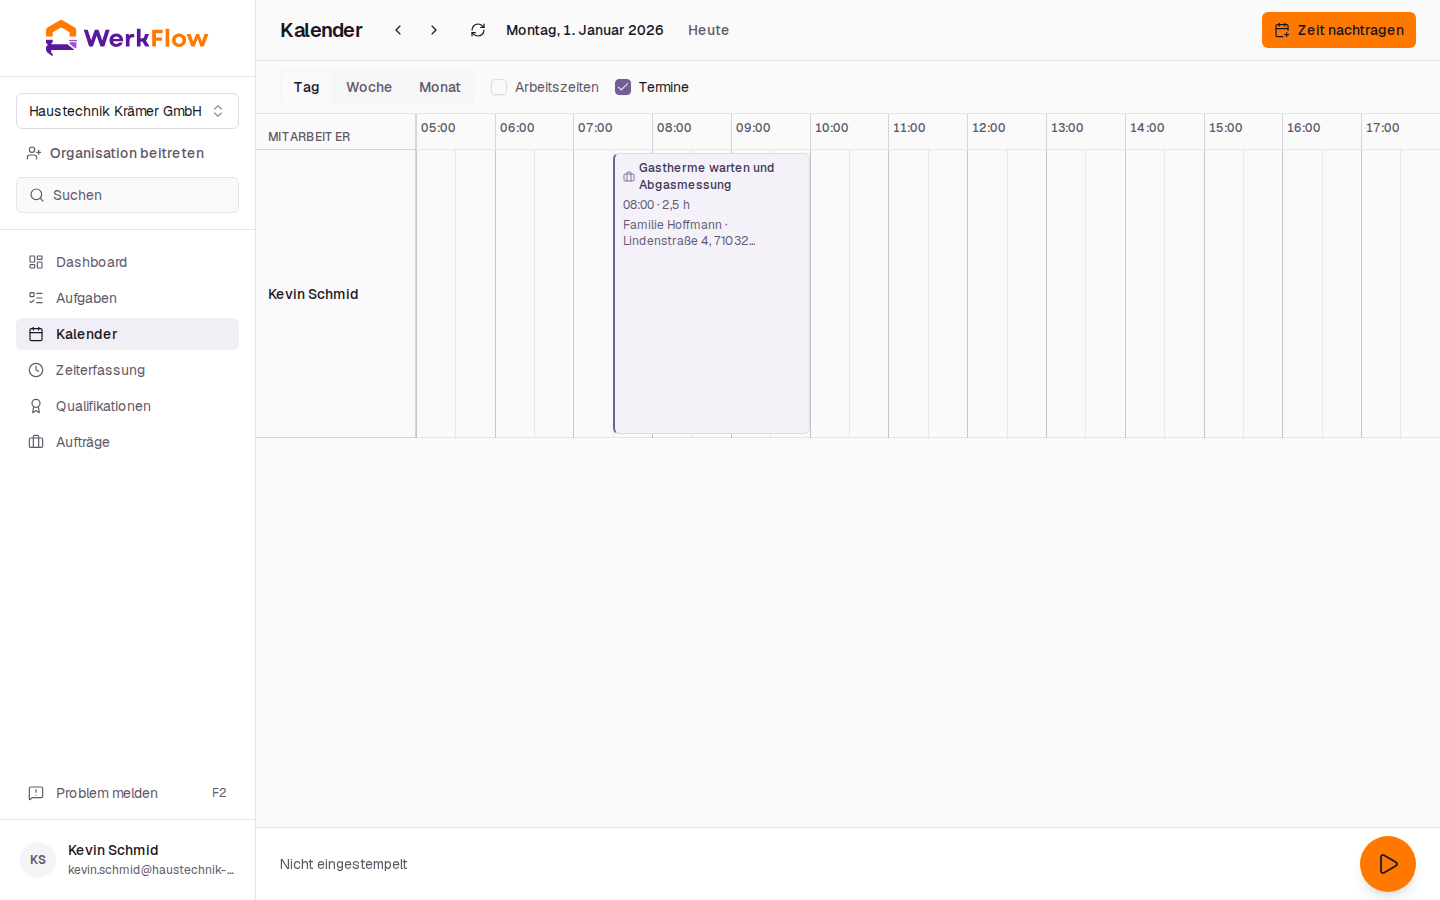 WerkFlow
Haustechnik Krämer GmbH
Organisation beitreten
Suchen
Dashboard
Aufgaben
Kalender
Zeiterfassung
Qualifikationen
Aufträge
Problem melden F2
KS
Kevin Schmid
kevin.schmid@haustechnik-...
Kalender
Montag, 1. Januar 2026
Heute
Zeit nachtragen
Tag Woche Monat
Arbeitszeiten
Termine
MITARBEITER
05:00 06:00 07:00 08:00 09:00 10:00 11:00 12:00 13:00 14:00 15:00 16:00 17:00
Kevin Schmid
Gastherme warten und
Abgasmessung
08:00 · 2,5 h
Familie Hoffmann ·
Lindenstraße 4, 71032...
Nicht eingestempelt